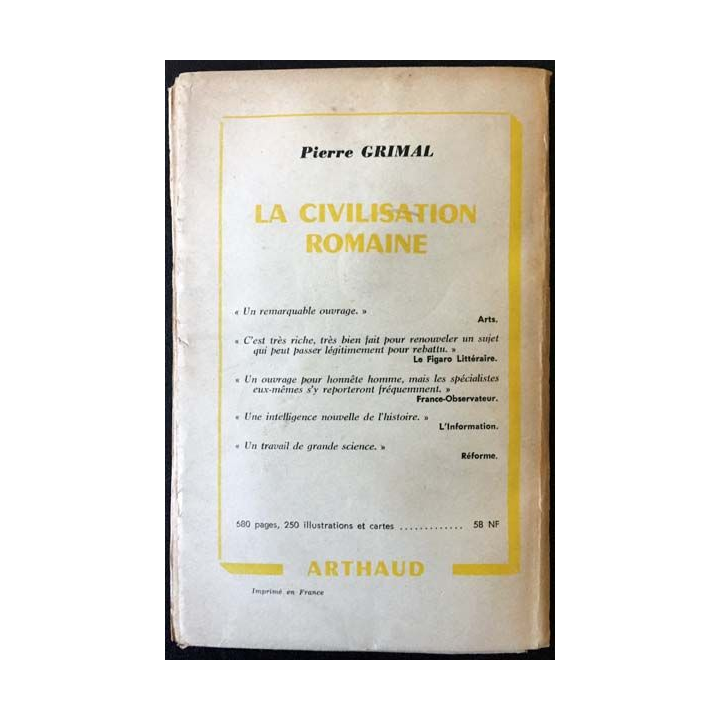 Pierre GRIMAL
LA CIVILISATION
ROMAINE
« Un remarquable ouvrage. »
Arts.
« C'est très riche, très bien fait pour renouveler un sujet
qui peut passer légitimement pour rebattu. »
Le Figaro Littéraire.
« Un ouvrage pour honnête homme, mais les spécialistes
eux-mêmes s'y reporteront fréquemment. »
France-Observateur.
« Une intelligence nouvelle de l'histoire. »
L'Information.
« Un travail de grande science. »
Réforme.
680 pages, 250 illustrations et cartes ............. 58 NF
ARTHAUD
Imprimé en France